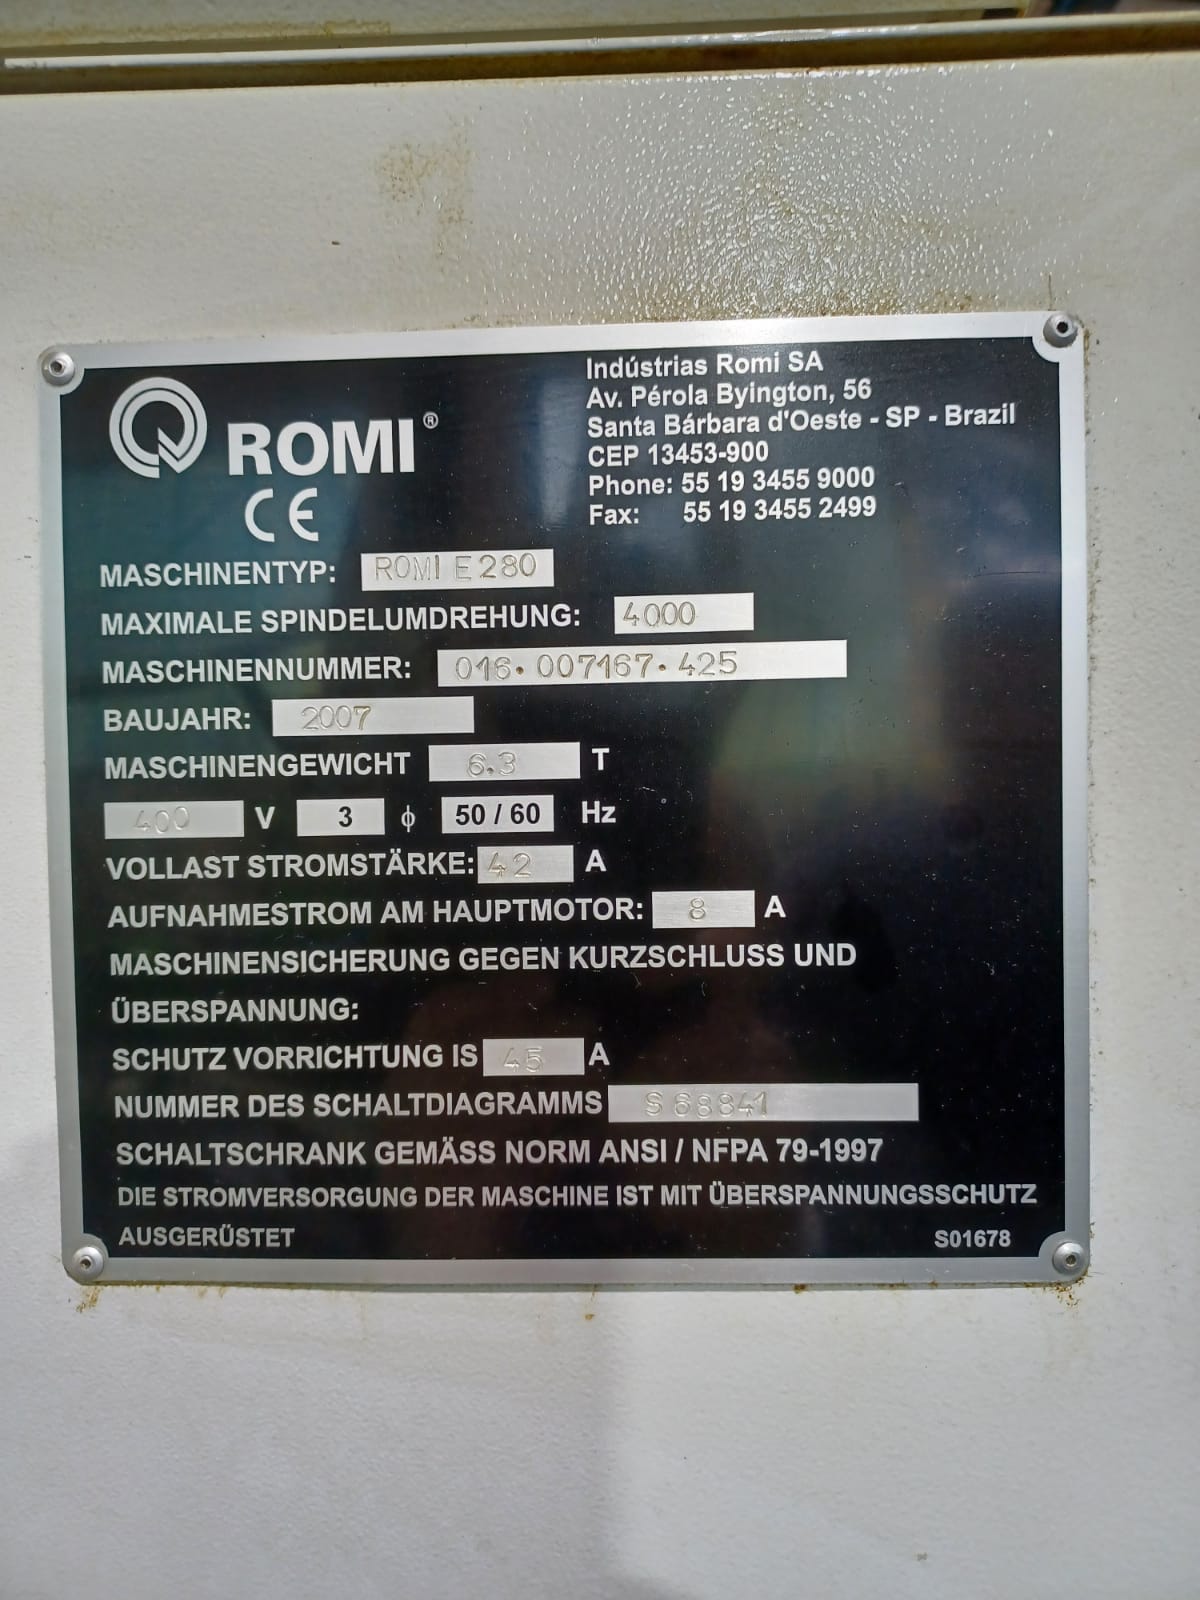 Indústrias Romi SA
Av. Pérola Byington, 56
Santa Bárbara d'Oeste - SP - Brazil
CEP 13453-900
Phone: 55 19 3455 9000
Fax: 55 19 3455 2499
ROMI®
CE
MASCHINENTYP: ROMI E 280
MAXIMALE SPINDELUMDREHUNG: 4000
MASCHINENNUMMER: 016.007167.425
BAUJAHR: 2007
MASCHINENGEWICHT 6.3 T
400 V 3 ϕ 50 / 60 Hz
VOLLAST STROMSTÄRKE: 42 A
AUFNAHMESTROM AM HAUPTMOTOR: 8 A
MASCHINENSICHERUNG GEGEN KURZSCHLUSS UND
ÜBERSPANNUNG:
SCHUTZ VORRICHTUNG IS 45 A
NUMMER DES SCHALTDIAGRAMMS S 68841
SCHALTSCHRANK GEMÄSS NORM ANSI / NFPA 79-1997
DIE STROMVERSORGUNG DER MASCHINE IST MIT ÜBERSPANNUNGSSCHUTZ
AUSGERÜSTET S01678